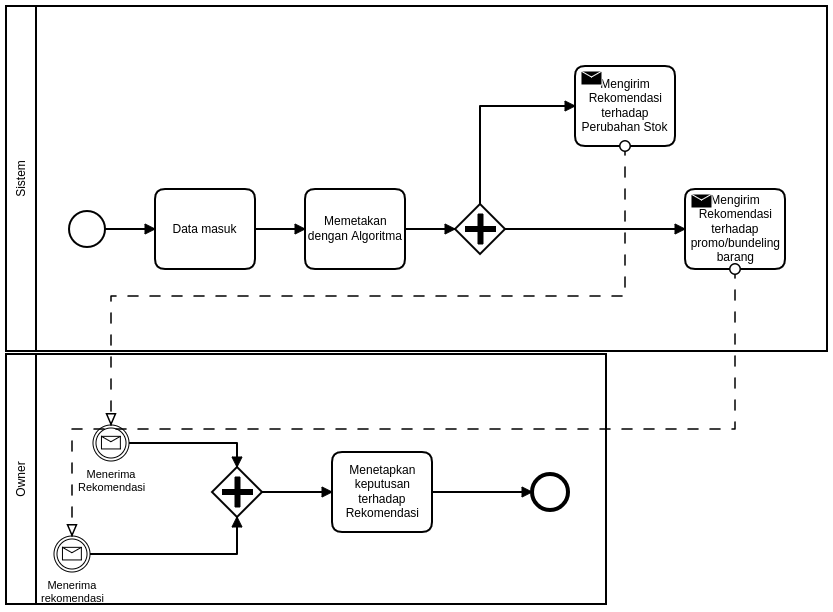 Sistem
Data masuk
Memetakan
dengan Algoritma
Mengirim
Rekomendasi
terhadap
Perubahan Stok
Mengirim
Rekomendasi
terhadap
promo/bundeling
barang
Owner
Menerima
Rekomendasi
Menerima
rekomendasi
Menetapkan
keputusan
terhadap
Rekomendasi